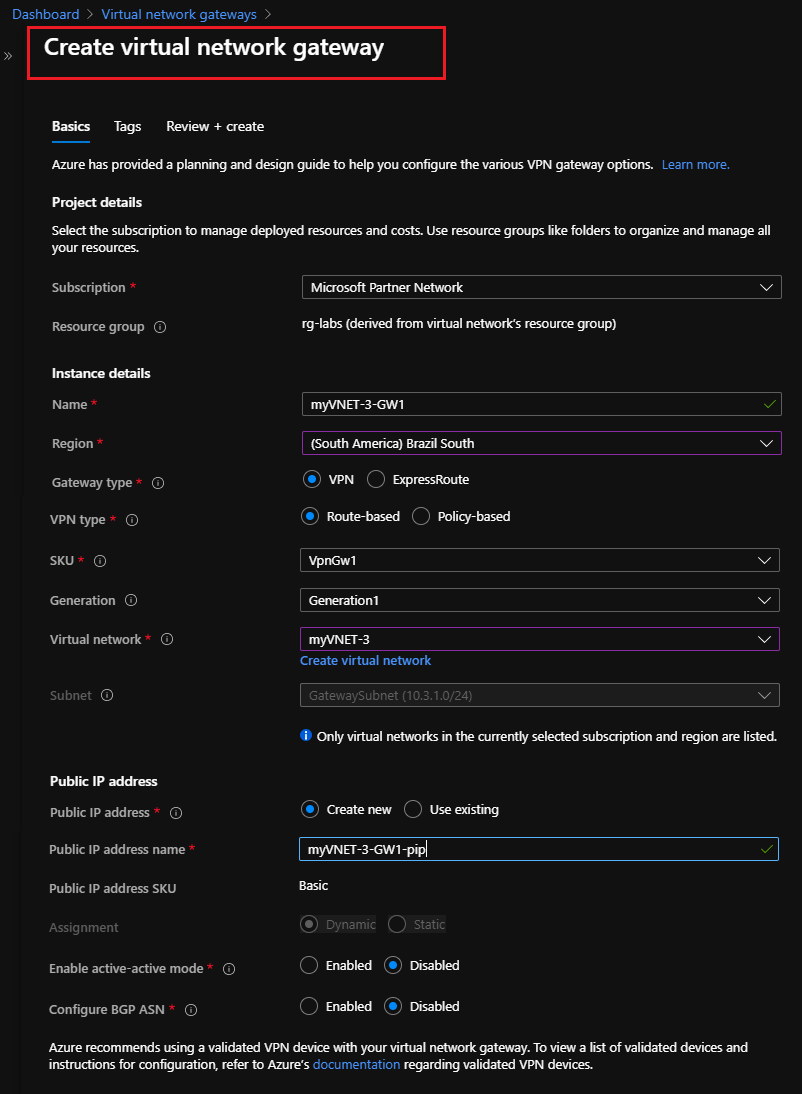 Dashboard > Virtual network gateways >
» Create virtual network gateway
Basics Tags Review + create
Azure has provided a planning and design guide to help you configure the various VPN gateway options. Learn more.
Project details
Select the subscription to manage deployed resources and costs. Use resource groups like folders to organize and manage all
your resources.
Subscription * Microsoft Partner Network
Resource group rg-labs (derived from virtual network's resource group)
Instance details
Name * myVNET-3-GW1
Region * (South America) Brazil South
Gateway type * VPN ExpressRoute
VPN type * Route-based Policy-based
SKU * VpnGw1
Generation Generation1
Virtual network * myVNET-3
Create virtual network
Subnet GatewaySubnet (10.3.1.0/24)
Only virtual networks in the currently selected subscription and region are listed.
Public IP address
Public IP address * Create new Use existing
Public IP address name * myVNET-3-GW1-pip
Public IP address SKU Basic
Assignment Dynamic Static
Enable active-active mode * Enabled Disabled
Configure BGP ASN * Enabled Disabled
Azure recommends using a validated VPN device with your virtual network gateway. To view a list of validated devices and
instructions for configuration, refer to Azure's documentation regarding validated VPN devices.